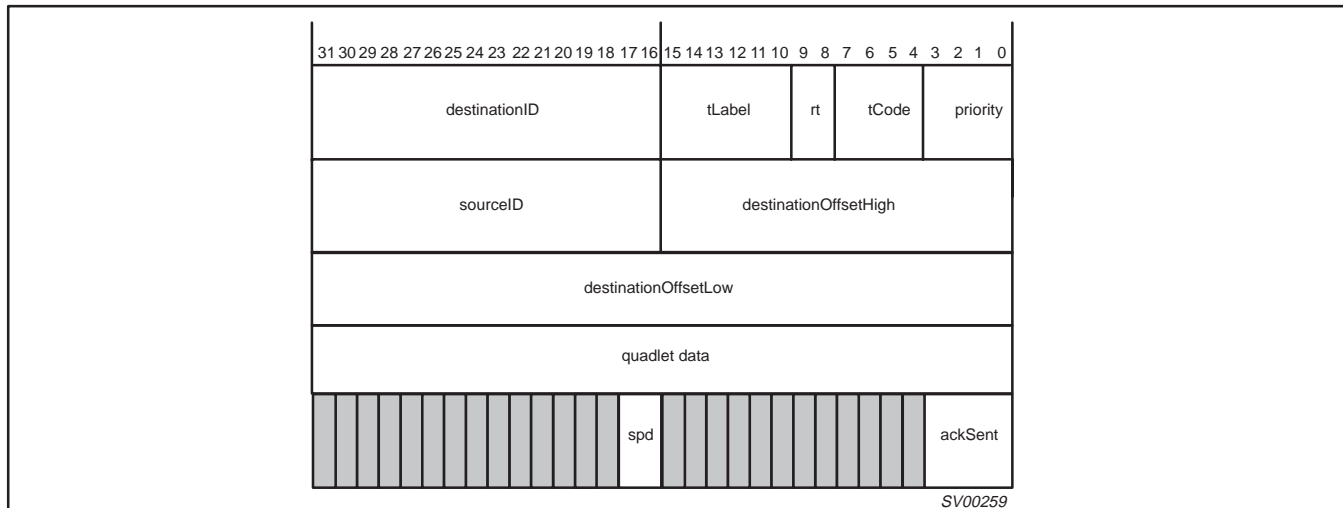 31 30 29 28 27 26 25 24 23 22 21 20 19 18 17 16 15 14 13 12 11 10 9 8 7 6 5 4 3 2 1 0
destinationID tLabel rt tCode priority
sourceID destinationOffsetHigh
destinationOffsetLow
quadlet data
spd ackSent
SV00259